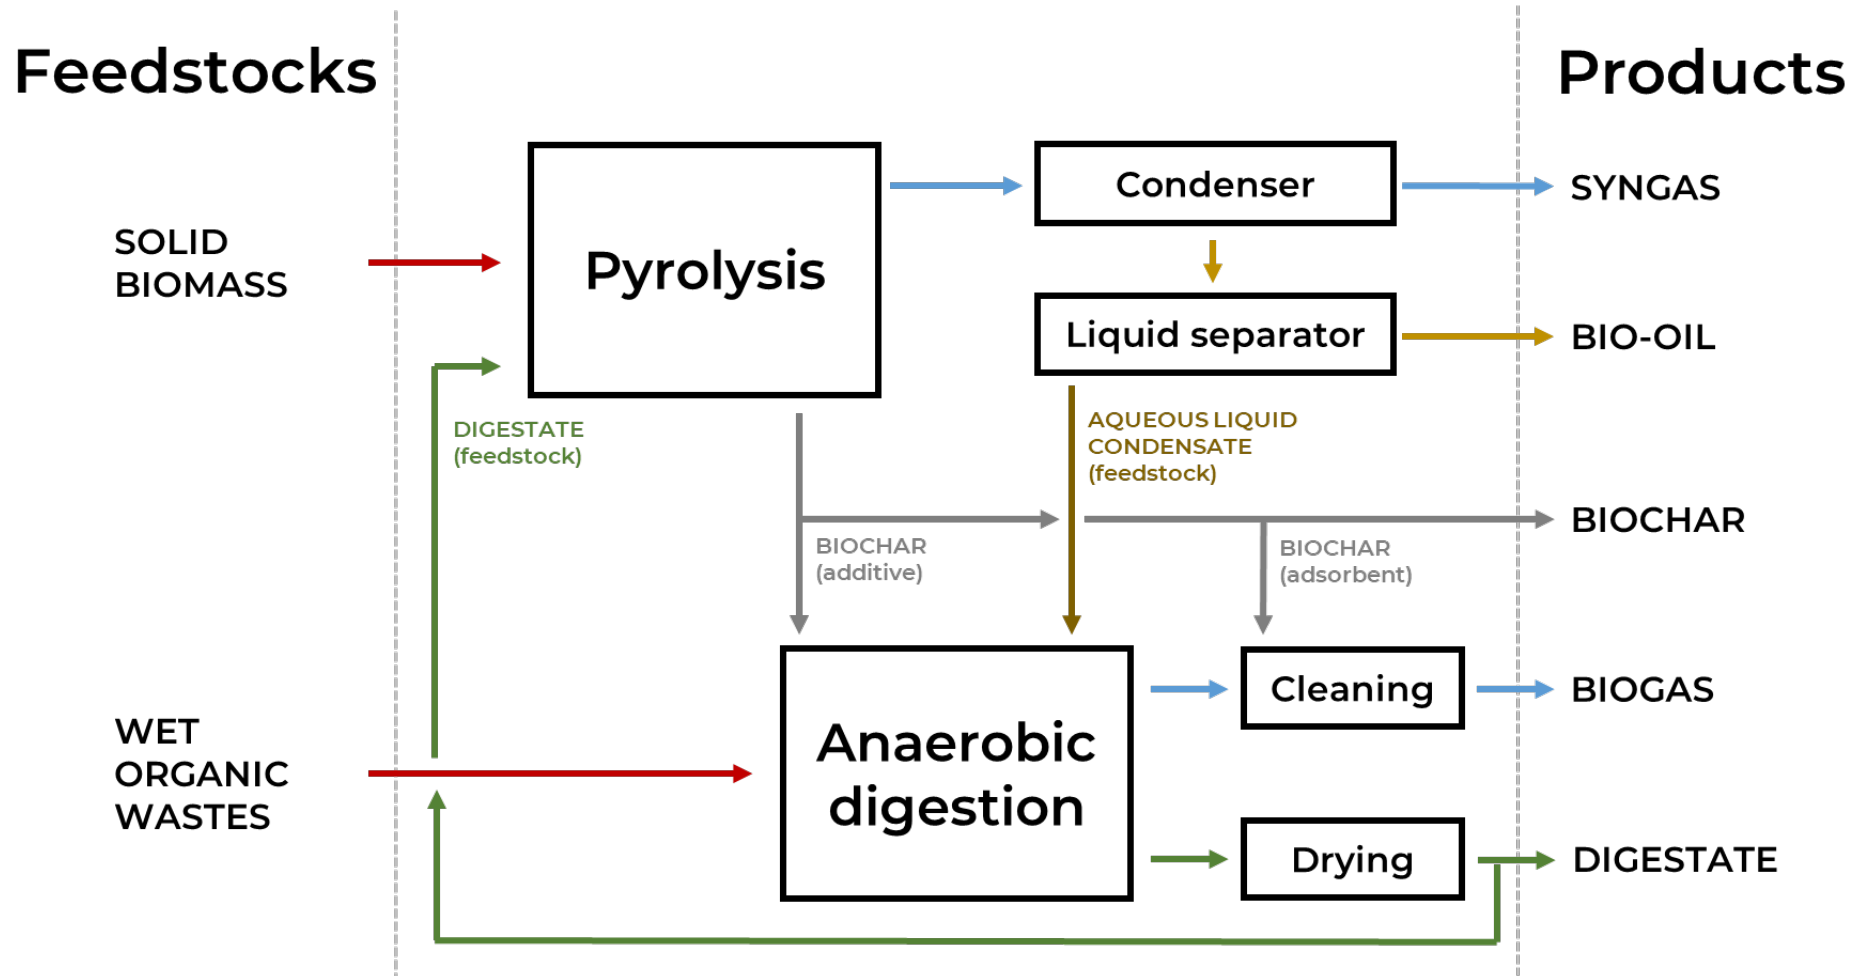 Feedstocks
Products
Pyrolysis
Condenser
SYNGAS
SOLID
BIOMASS
Liquid separator
BIO-OIL
DIGESTATE
(feedstock)
AQUEOUS LIQUID
CONDENSATE
(feedstock)
BIOCHAR
BIOCHAR
(additive)
BIOCHAR
(adsorbent)
WET
ORGANIC
WASTES
Anaerobic
digestion
Cleaning
BIOGAS
Drying
DIGESTATE